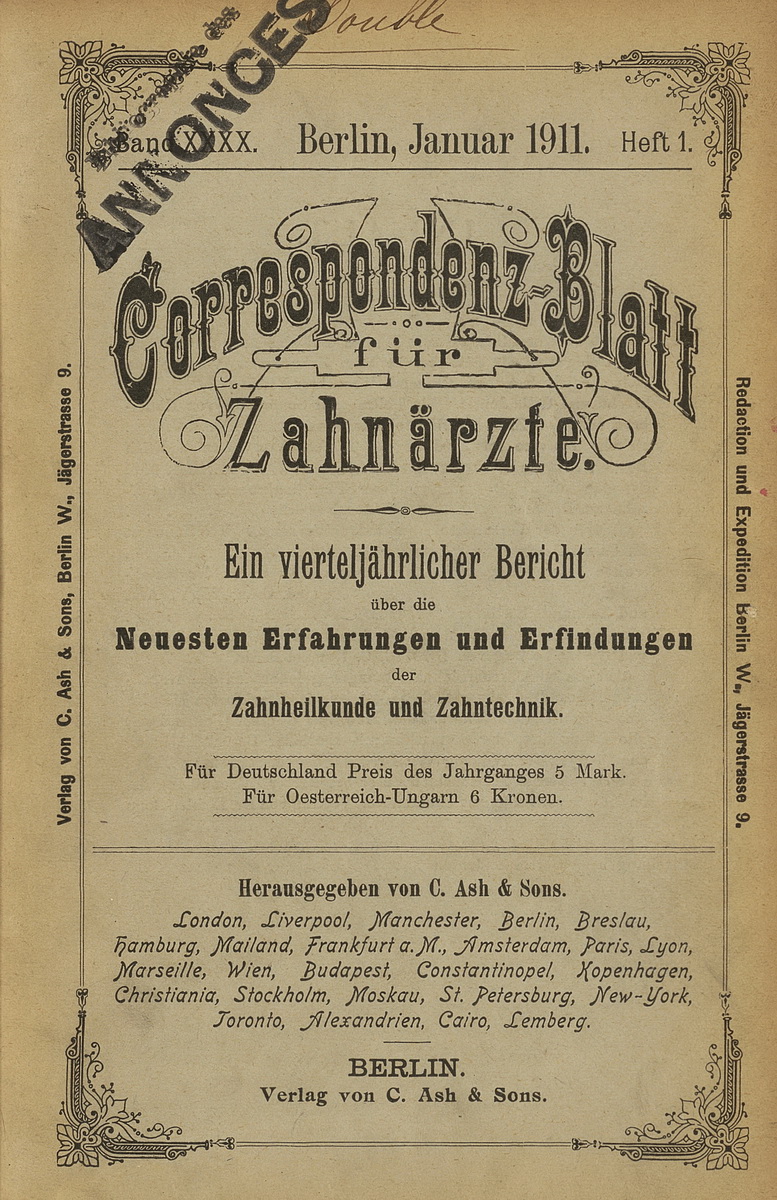 Double
des
ANNONCES
Band XXXX. Berlin, Januar 1911. Heft 1.
Correspondenz-Blatt
für
Zahnärzte.
Ein vierteljährlicher Bericht
über die
Neuesten Erfahrungen und Erfindungen
der
Zahnheilkunde und Zahntechnik.
Für Deutschland Preis des Jahrganges 5 Mark.
Für Oesterreich-Ungarn 6 Kronen.
Herausgegeben von C. Ash & Sons.
London, Liverpool, Manchester, Berlin, Breslau,
Hamburg, Mailand, Frankfurt a. M., Amsterdam, Paris, Lyon,
Marseille, Wien, Budapest, Constantinopel, Kopenhagen,
Christiania, Stockholm, Moskau, St. Petersburg, New-York,
Toronto, Alexandrien, Cairo, Lemberg.
BERLIN.
Verlag von C. Ash & Sons.
Verlag von C. Ash & Sons, Berlin W., Jägerstrasse 9.
Redaction und Expedition Berlin W., Jägerstrasse 9.